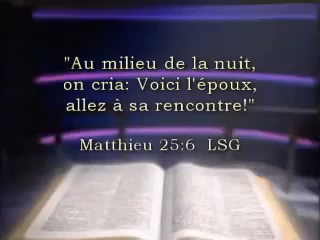 "Au milieu de la nuit,
on cria: Voici l'époux,
allez à sa rencontre!"
Matthieu 25:6 LSG